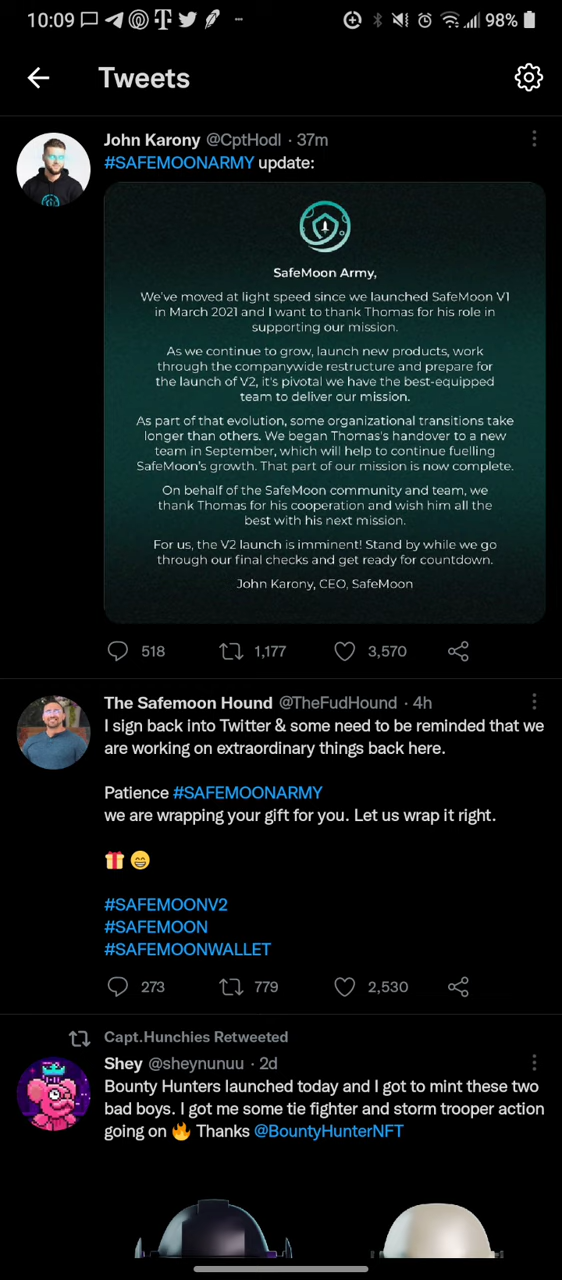 10:09
98%
Tweets
John Karony @CptHodl · 37m
#SAFEMOONARMY update:
SafeMoon Army,
We've moved at light speed since we launched SafeMoon V1
in March 2021 and I want to thank Thomas for his role in
supporting our mission.
As we continue to grow, launch new products, work
through the companywide restructure and prepare for
the launch of V2, it's pivotal we have the best-equipped
team to deliver our mission.
As part of that evolution, some organizational transitions take
longer than others. We began Thomas's handover to a new
team in September, which will help to continue fuelling
SafeMoon's growth. That part of our mission is now complete.
On behalf of the SafeMoon community and team, we
thank Thomas for his cooperation and wish him all the
best with his next mission.
For us, the V2 launch is imminent! Stand by while we go
through our final checks and get ready for countdown.
John Karony, CEO, SafeMoon
518 1,177 3,570
The Safemoon Hound @TheFudHound · 4h
I sign back into Twitter & some need to be reminded that we
are working on extraordinary things back here.
Patience #SAFEMOONARMY
we are wrapping your gift for you. Let us wrap it right.
🎁 😁
#SAFEMOONV2
#SAFEMOON
#SAFEMOONWALLET
273 779 2,530
Capt.Hunchies Retweeted
Shey @sheynunuu · 2d
Bounty Hunters launched today and I got to mint these two
bad boys. I got me some tie fighter and storm trooper action
going on 🔥 Thanks @BountyHunterNFT